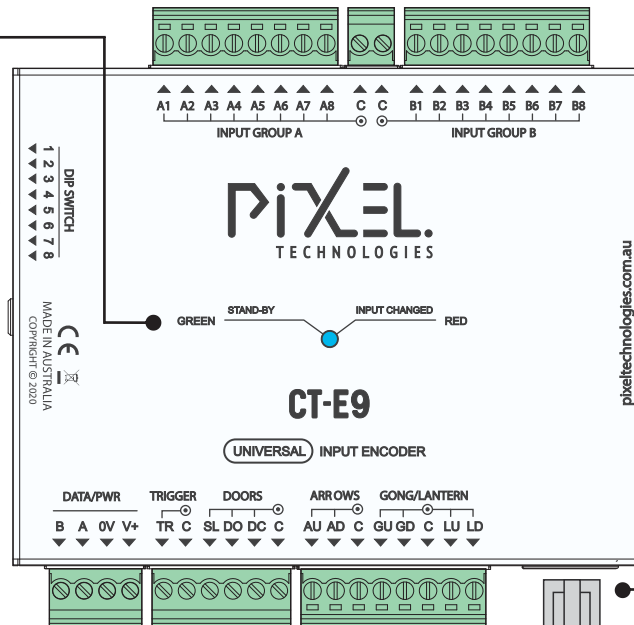 A1 A2 A3 A4 A5 A6 A7 A8 C C B1 B2 B3 B4 B5 B6 B7 B8
INPUT GROUP A INPUT GROUP B
DIP SWITCH
1 2 3 4 5 6 7 8
PiXEL.
TECHNOLOGIES
pixeltechnologies.com.au
GREEN STAND-BY INPUT CHANGED RED
CE
MADE IN AUSTRALIA
COPYRIGHT © 2020
CT-E9
UNIVERSAL INPUT ENCODER
DATA/PWR TRIGGER DOORS ARROWS GONG/LANTERN
B A 0V V+ TR C SL DO DC C AU AD C GU GD C LU LD